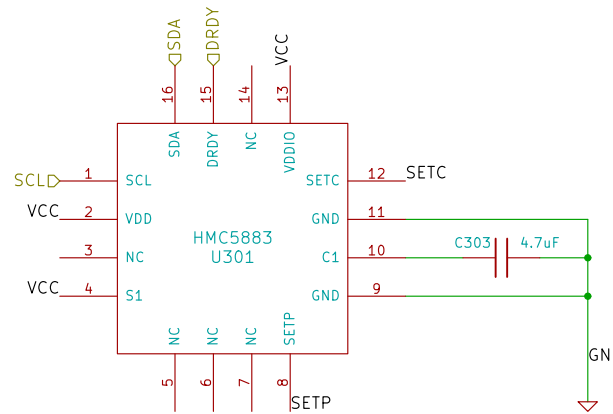 SDA
DRDY
VCC
16
15
14
13
SDA
DRDY
NC
VDDIO
SCL
1
SCL
SETC
12
SETC
VCC
2
VDD
GND
11
3
NC
HMC5883
U301
C1
10
C303
4.7uF
VCC
4
S1
GND
9
NC
NC
NC
SETP
5
6
7
8
SETP
GN